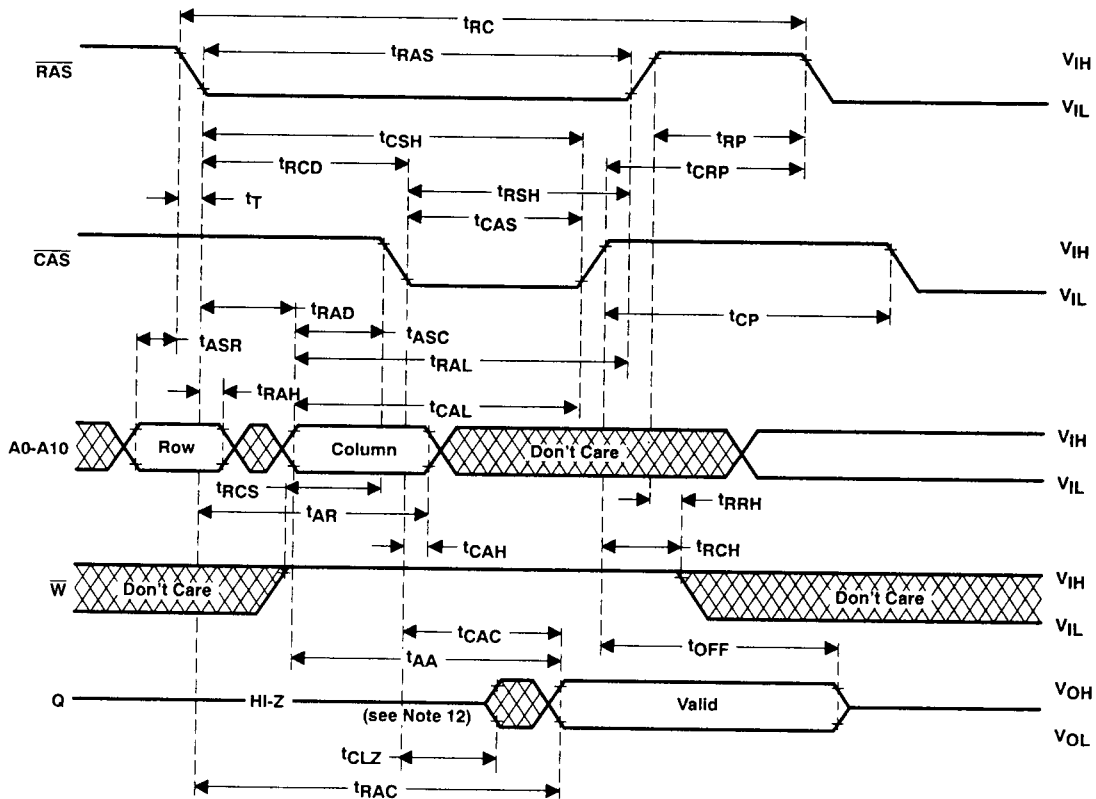 tRC
RAS
tRAS
VIH
VIL
tCSH
tRP
tRCD
tCRP
tRSH
tT
tCAS
CAS
VIH
VIL
tRAD
tCP
tASC
tASR
tRAL
tRAH
tCAL
A0-A10
Row
Column
Don't Care
VIH
VIL
tRCS
tRRH
tAR
tRCH
tCAH
W
Don't Care
Don't Care
VIH
VIL
tCAC
tOFF
tAA
Q
HI-Z
(see Note 12)
Valid
VOH
VOL
tCLZ
tRAC